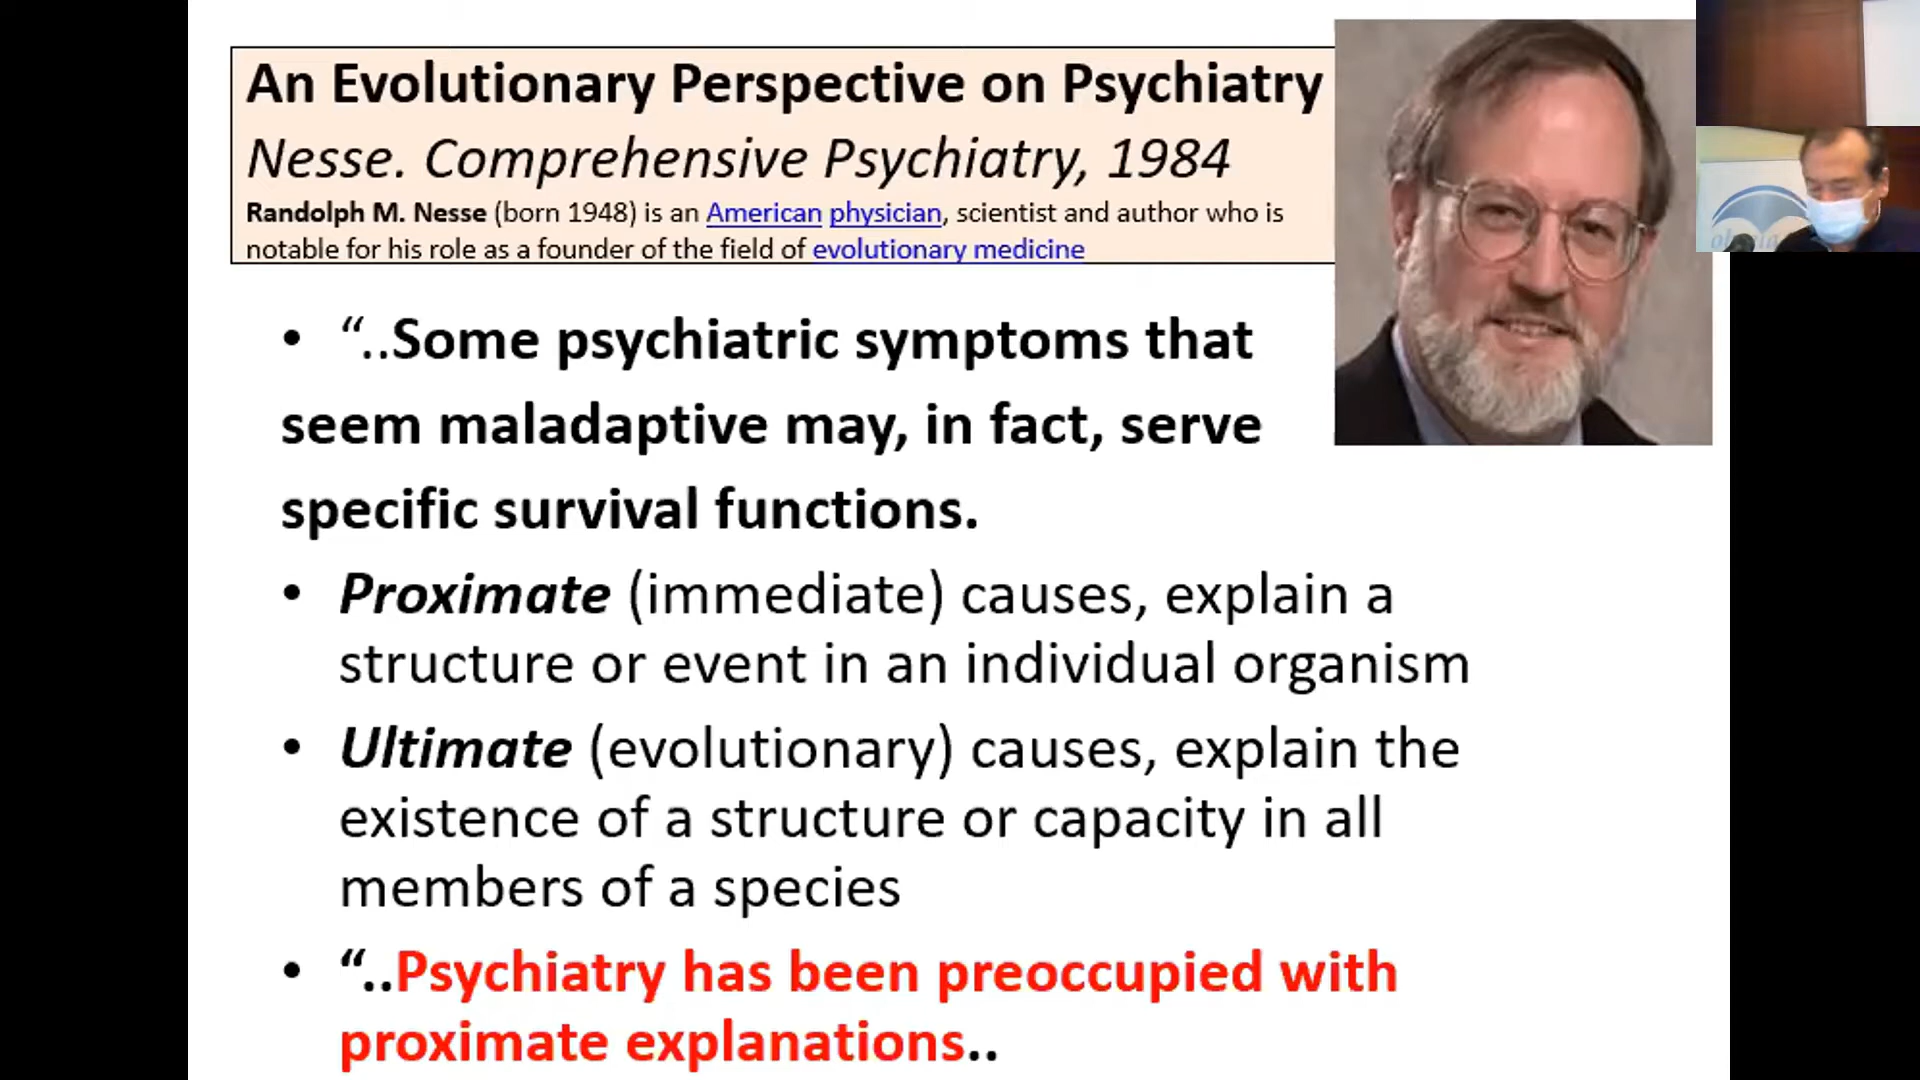 An Evolutionary Perspective on Psychiatry
Nesse. Comprehensive Psychiatry, 1984
Randolph M. Nesse (born 1948) is an American physician, scientist and author who is
notable for his role as a founder of the field of evolutionary medicine
• “..Some psychiatric symptoms that
seem maladaptive may, in fact, serve
specific survival functions.
• Proximate (immediate) causes, explain a
structure or event in an individual organism
• Ultimate (evolutionary) causes, explain the
existence of a structure or capacity in all
members of a species
• “..Psychiatry has been preoccupied with
proximate explanations..